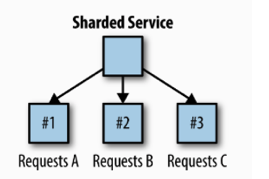 Sharded Service
#1 #2 #3
Requests A Requests B Requests C